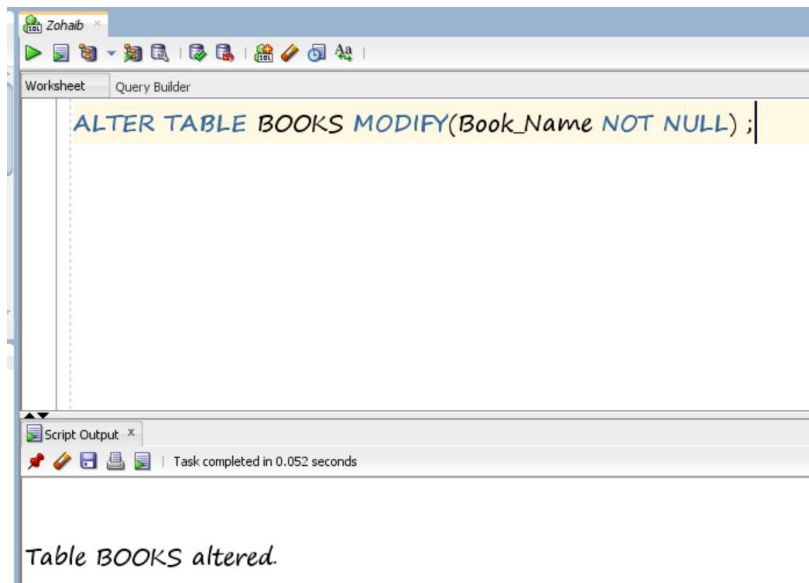 Zohaib
Worksheet Query Builder
ALTER TABLE BOOKS MODIFY(Book_Name NOT NULL) ;
Script Output
Task completed in 0.052 seconds
Table BOOKS altered.